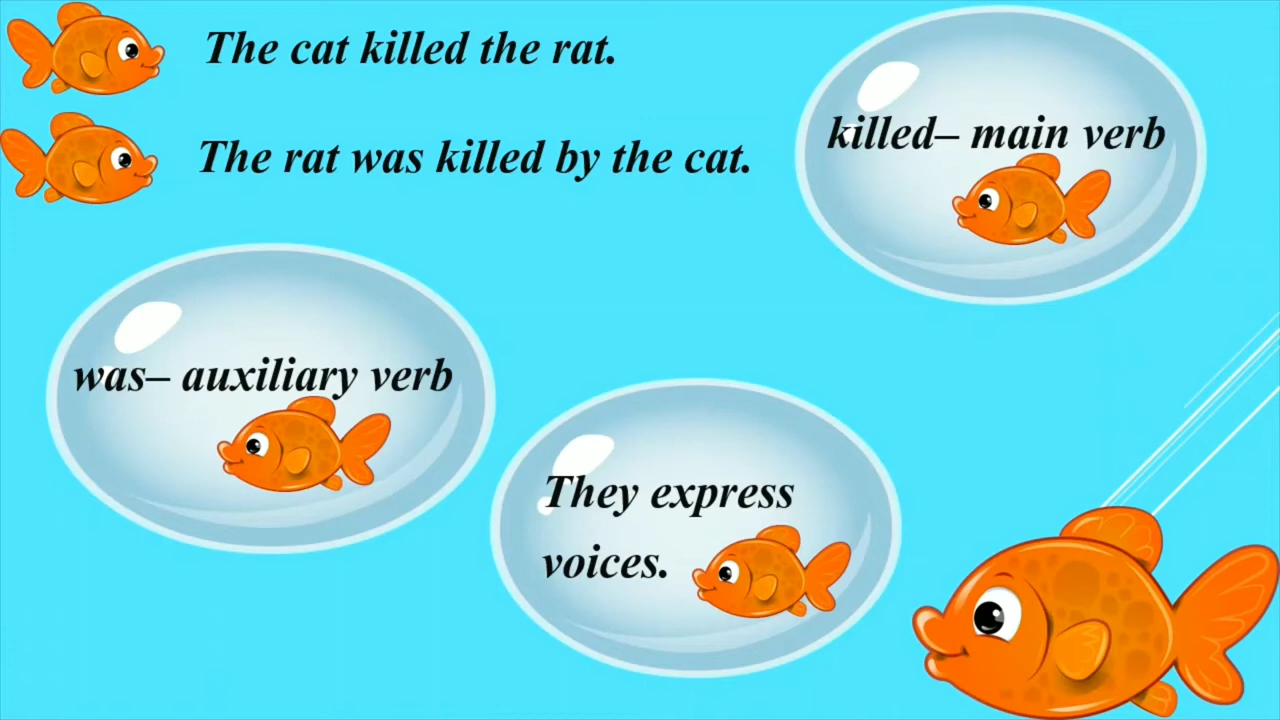 The cat killed the rat.
The rat was killed by the cat.
killed– main verb
was– auxiliary verb
They express
voices.